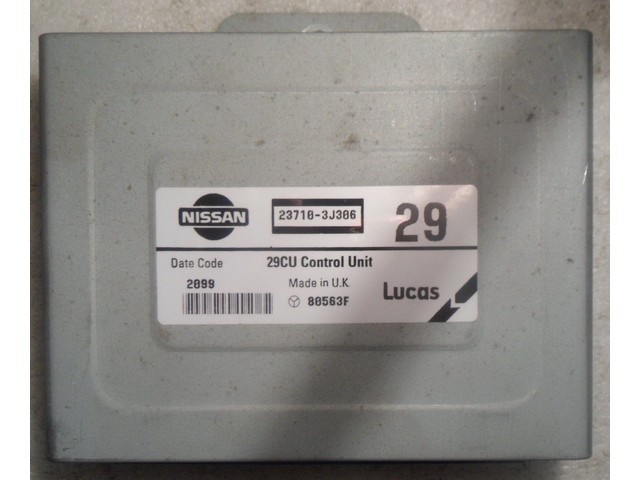 NISSAN
23710-3J306
29
Date Code
29CU Control Unit
2099
Made in U.K.
80563F
Lucas